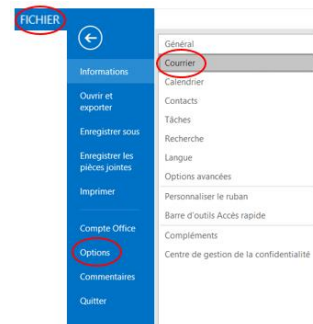 FICHIER
Informations
Ouvrir et
exporter
Enregistrer sous
Enregistrer les
pièces jointes
Imprimer
Compte Office
Options
Commentaires
Quitter
Général
Courrier
Calendrier
Contacts
Tâches
Recherche
Langue
Options avancées
Personnaliser le ruban
Barre d'outils Accès rapide
Compléments
Centre de gestion de la confidentialité